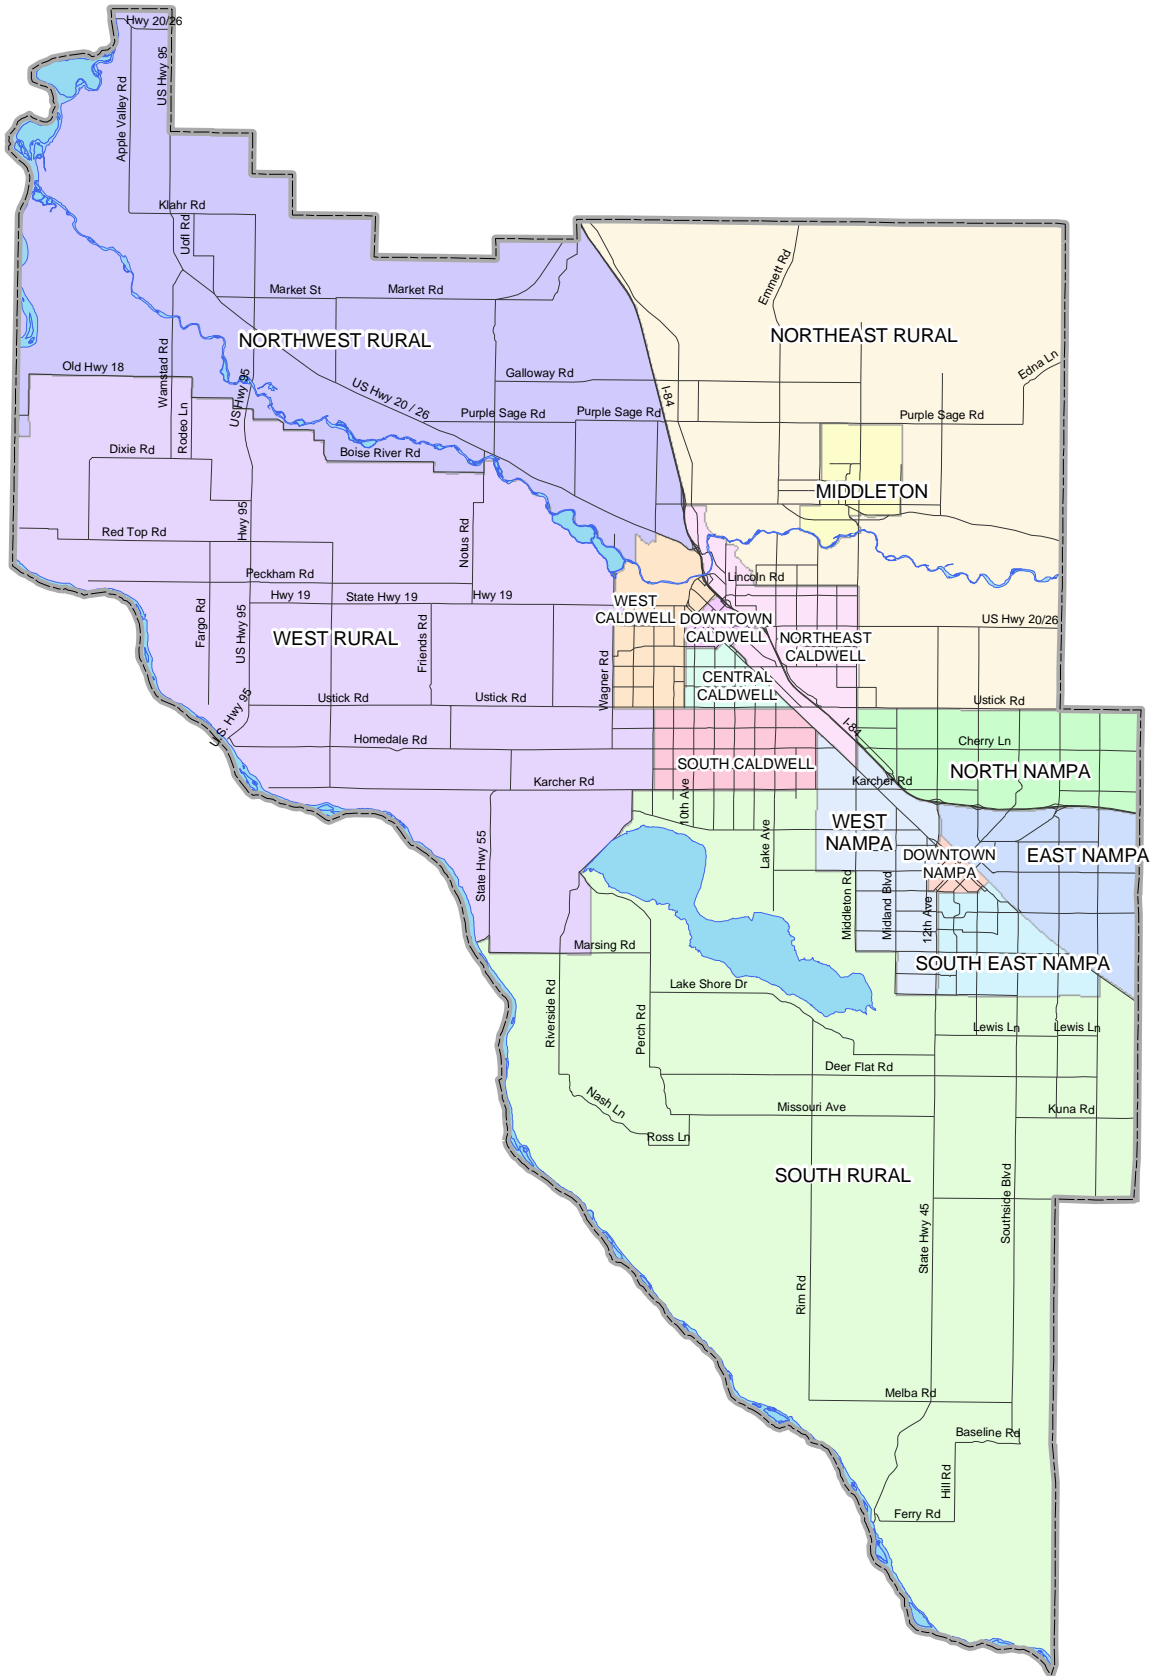 Hwy 20/26
US Hwy 95
Apple Valley Rd
Klahr Rd
UofI Rd
Emmett Rd
Market St
Market Rd
NORTHWEST RURAL
NORTHEAST RURAL
Old Hwy 18
Wamstad Rd
Galloway Rd
Edna Ln
US Hwy 95
US Hwy 20 / 26
I-84
Rodeo Ln
Purple Sage Rd
Purple Sage Rd
Purple Sage Rd
Dixie Rd
Boise River Rd
MIDDLETON
Hwy 95
Notus Rd
Red Top Rd
Peckham Rd
Lincoln Rd
Hwy 19
State Hwy 19
Hwy 19
WEST
CALDWELL
DOWNTOWN
CALDWELL
US Hwy 20/26
Fargo Rd
US Hwy 95
WEST RURAL
Friends Rd
NORTHEAST
CALDWELL
Wagner Rd
CENTRAL
CALDWELL
Ustick Rd
Ustick Rd
Ustick Rd
U.S. Hwy 95
I-84
Homedale Rd
Cherry Ln
SOUTH CALDWELL
NORTH NAMPA
Karcher Rd
Karcher Rd
10th Ave
WEST
NAMPA
Lake Ave
State Hwy 55
DOWNTOWN
NAMPA
EAST NAMPA
Middleton Rd
Midland Blvd
12th Ave
Marsing Rd
SOUTH EAST NAMPA
Lake Shore Dr
Riverside Rd
Perch Rd
Lewis Ln
Lewis Ln
Deer Flat Rd
Nash Ln
Missouri Ave
Kuna Rd
Ross Ln
SOUTH RURAL
Southside Blvd
State Hwy 45
Rim Rd
Melba Rd
Baseline Rd
Hill Rd
Ferry Rd